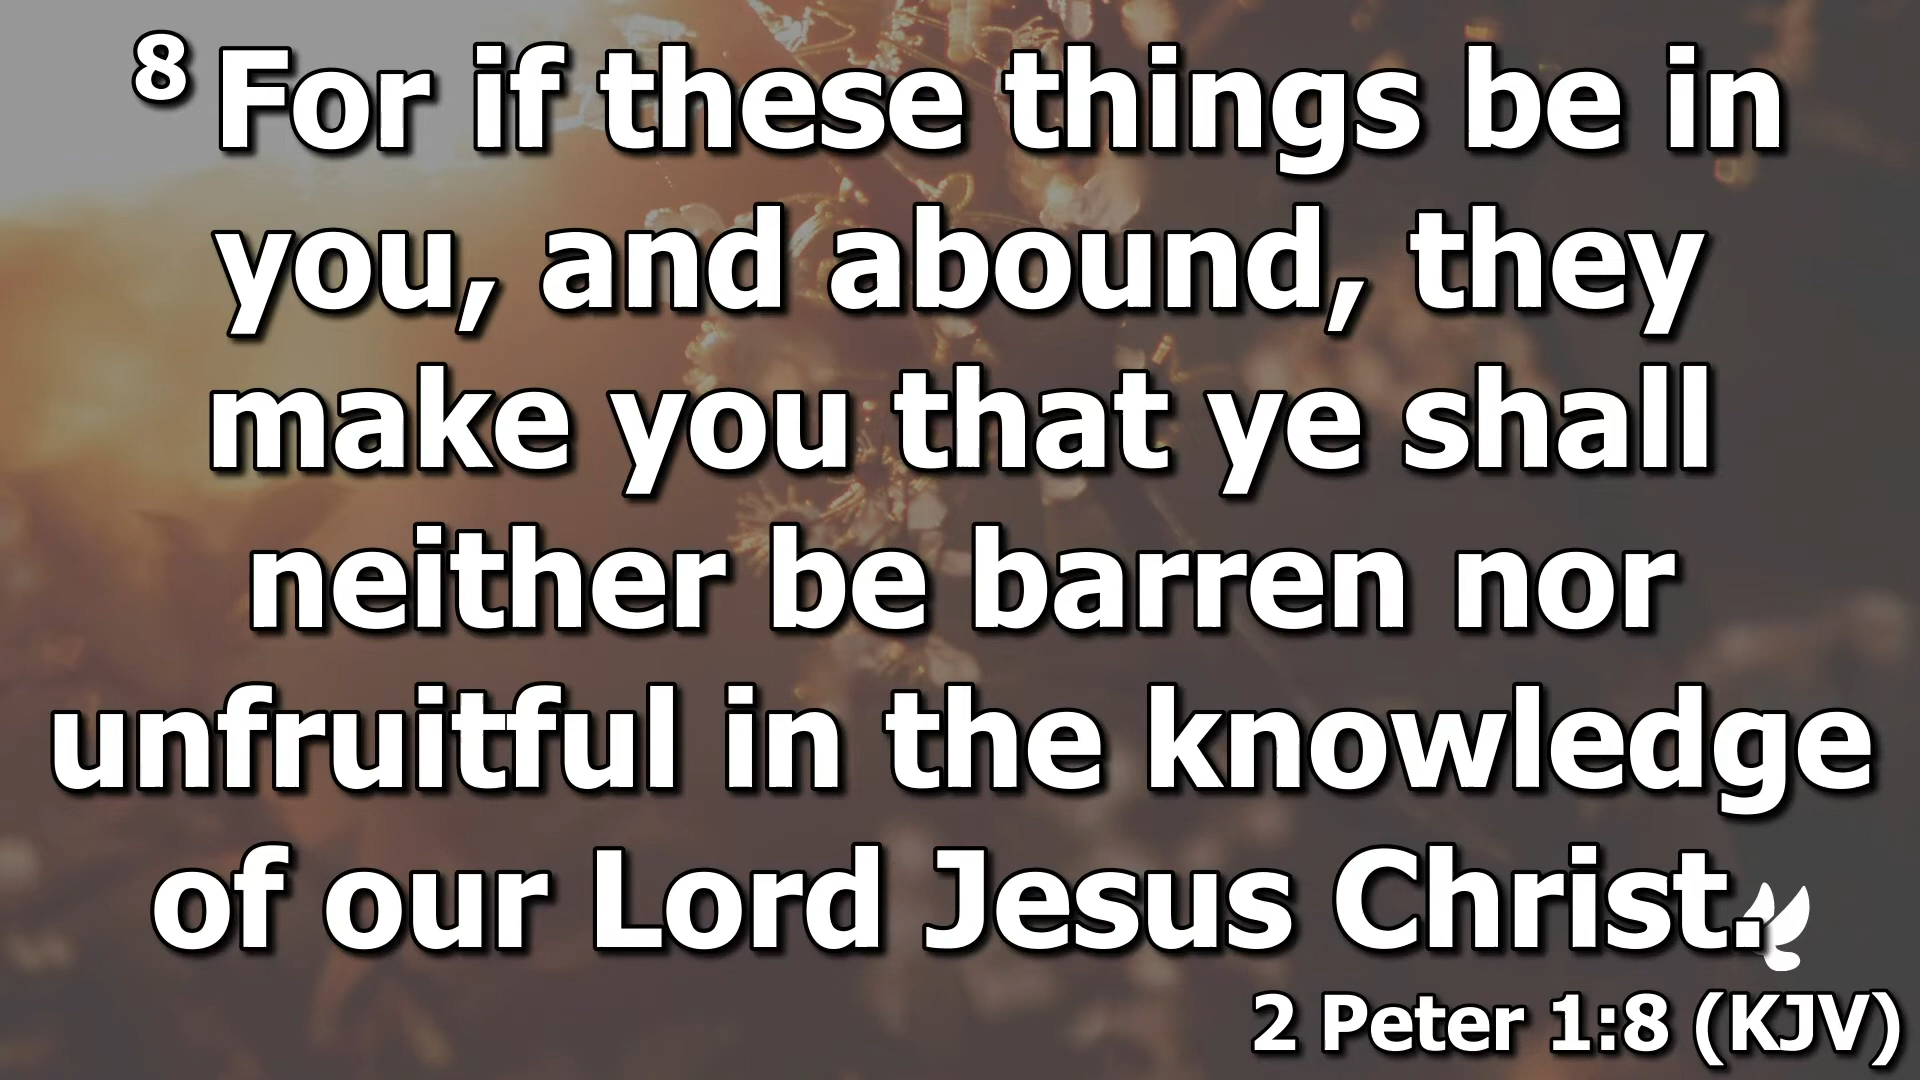 8 For if these things be in
you, and abound, they
make you that ye shall
neither be barren nor
unfruitful in the knowledge
of our Lord Jesus Christ.
2 Peter 1:8 (KJV)